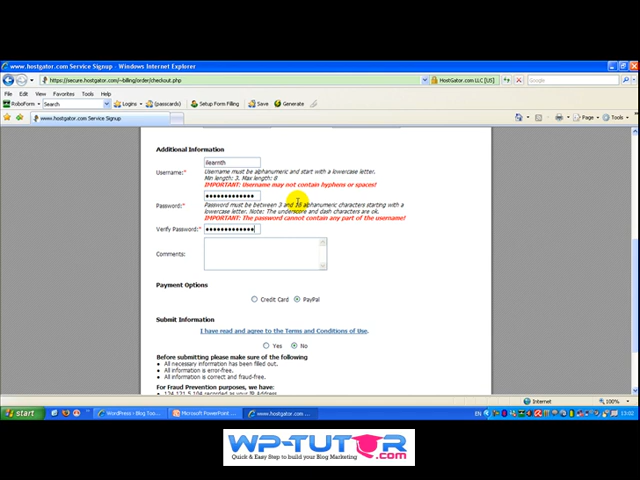 www.hostgator.com Service Signup - Windows Internet Explorer
https://secure.hostgator.com/~billing/order/checkout.php
HostGator.com LLC [US]
Google
File Edit View Favorites Tools Help
RoboForm Search Logins (passcards) Setup Form Filling Save Generate
www.hostgator.com Service Signup
Page Tools
Additional Information
Username:*
ilearnth
Username must be alphanumeric and start with a lowercase letter.
Min length: 3. Max length: 8
IMPORTANT: Username may not contain hyphens or spaces!
Password:*
Password must be between 3 and 16 alphanumeric characters starting with a
lowercase letter. Note: The underscore and dash characters are ok.
IMPORTANT: The password cannot contain any part of the username!
Verify Password:*
Comments:
Payment Options
Credit Card PayPal
Submit Information
I have read and agree to the Terms and Conditions of Use.
Yes No
Before submitting please make sure of the following
All necessary information has been filled out.
All information is error-free.
All information is correct and fraud-free.
For Fraud Prevention purposes, we have:
Internet 100%
start WordPress › Blog Too... Microsoft PowerPoint ... www.hostgator.com ... EN 13:02
WP-TUTOR
.com
Quick & Easy Step to build your Blog Marketing